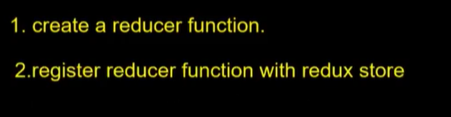 1. create a reducer function.
2.register reducer function with redux store